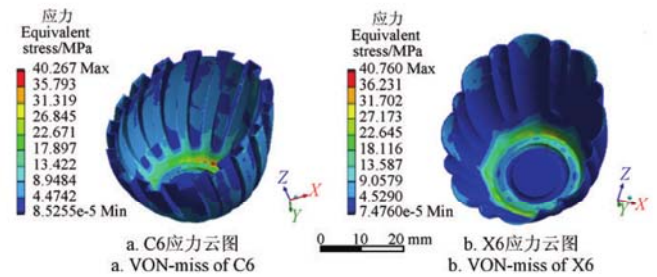 应力
Equivalent
stress/MPa
40.267 Max
35.793
31.319
26.845
22.671
17.897
13.422
8.9484
4.4742
8.5255e-5 Min
Z
X
Y
a. C6应力云图
a. VON-miss of C6
0 10 20 mm
应力
Equivalent
stress/MPa
40.760 Max
36.231
31.702
27.173
22.645
18.116
13.587
9.0579
4.5290
7.4760e-5 Min
Z
X
Y
b. X6应力云图
b. VON-miss of X6